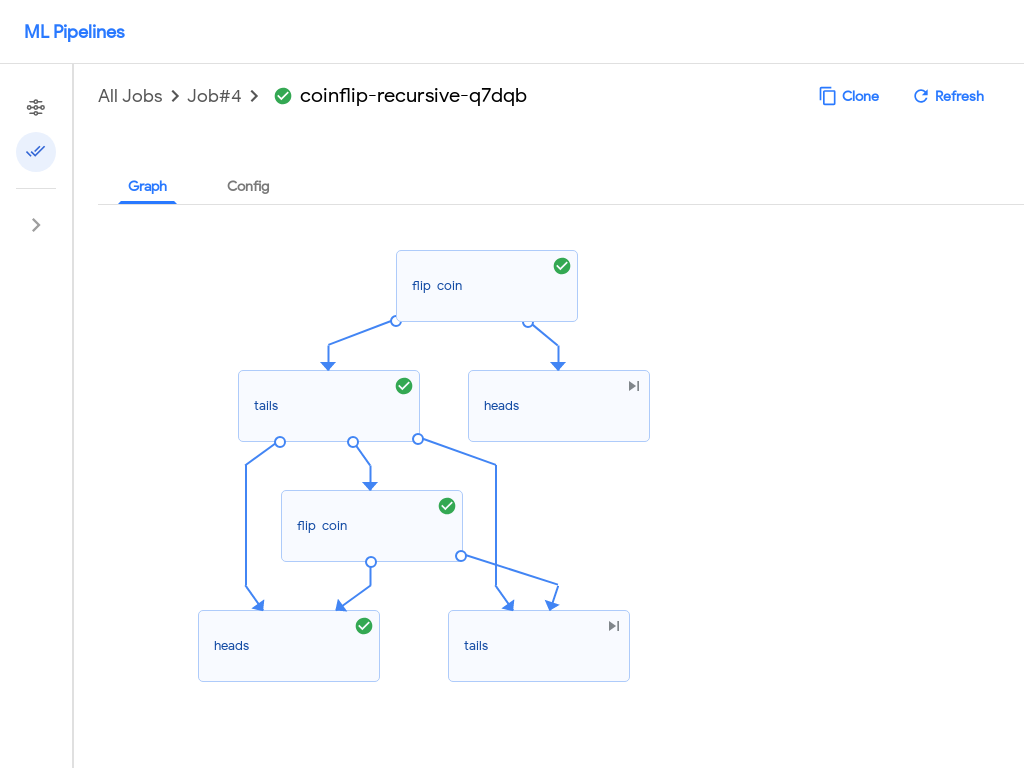 ML Pipelines
All Jobs Job#4 coinflip-recursive-q7dqb Clone Refresh
Graph Config
flip coin
tails heads
flip coin
heads tails